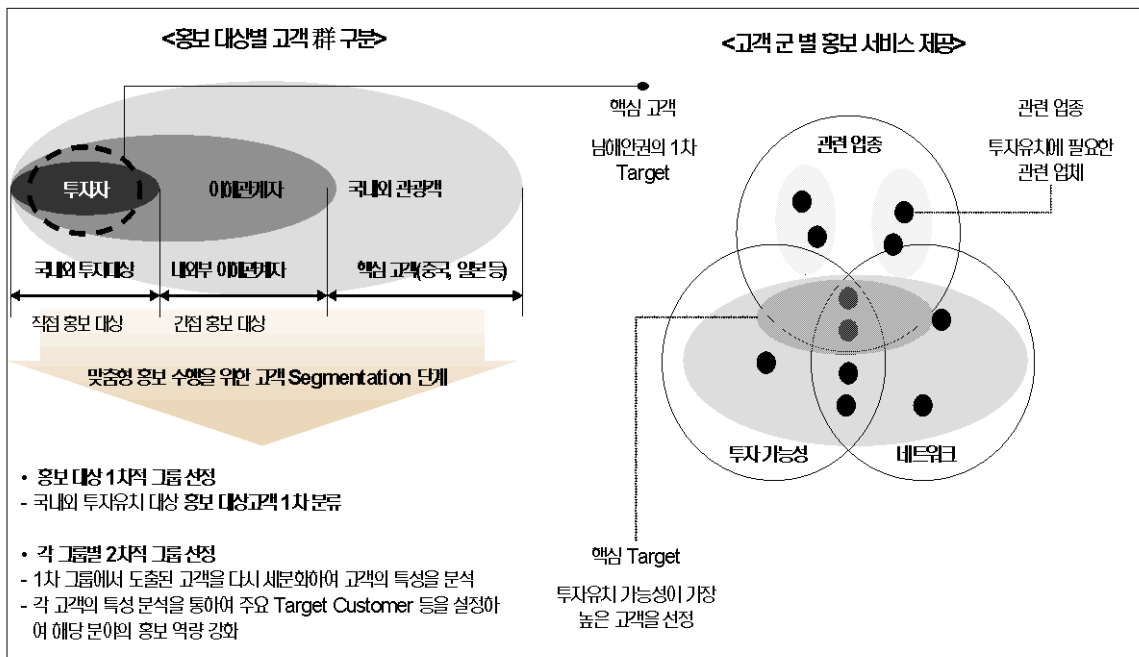 <홍보 대상별 고객 群 구분>
투자자
이해관계자
국내외 관광객
국내외 투자대상
내외부 이해관계자
핵심 고객(중국, 일본 등)
직접 홍보 대상
간접 홍보 대상
맞춤형 홍보 수행을 위한 고객 Segmentation 단계
• 홍보 대상 1차적 그룹 선정
- 국내외 투자유치 대상 홍보 대상고객 1차 분류
• 각 그룹별 2차적 그룹 선정
- 1차 그룹에서 도출된 고객을 다시 세분화하여 고객의 특성을 분석
- 각 고객의 특성 분석을 통하여 주요 Target Customer 등을 설정하
여 해당 분야의 홍보 역량 강화
<고객 군 별 홍보 서비스 제공>
핵심 고객
남해안권의 1차
Target
관련 업종
관련 업종
투자유치에 필요한
관련 업체
투자 가능성
네트워크
핵심 Target
투자유치 가능성이 가장
높은 고객을 선정